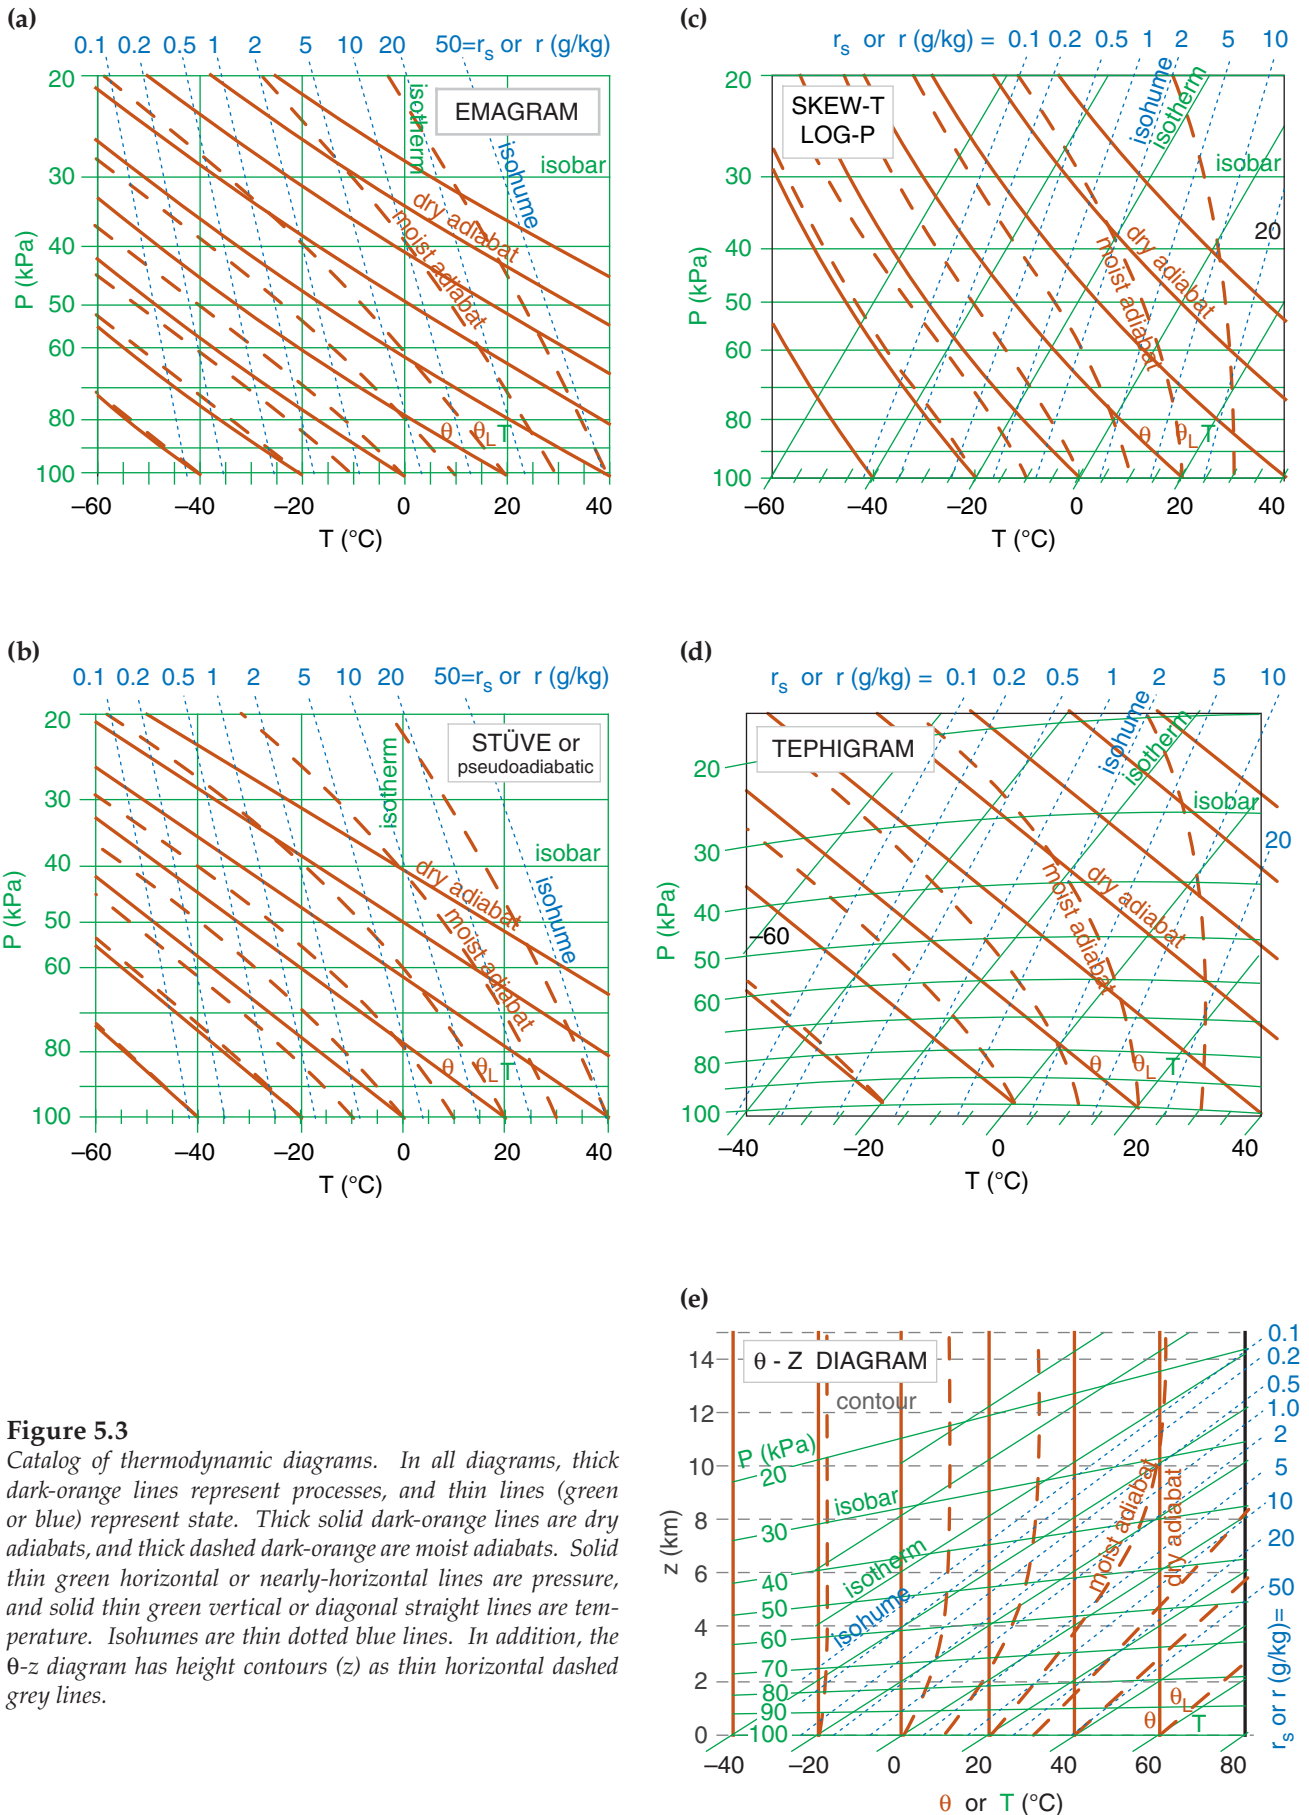 (a)
0.1 0.2 0.5 1 2 5 10 20 50=rs or r (g/kg)
20
30
40
50
60
80
100
P (kPa)
EMAGRAM
isotherm
isobar
isohume
dry adiabat
moist adiabat
θ θL T
–60 –40 –20 0 20 40
T (°C)
(c)
rs or r (g/kg) = 0.1 0.2 0.5 1 2 5 10
20
30
40
50
60
80
100
P (kPa)
SKEW-T
LOG-P
isohume
isotherm
isobar
20
dry adiabat
moist adiabat
θ θL T
–60 –40 –20 0 20 40
T (°C)
(b)
0.1 0.2 0.5 1 2 5 10 20 50=rs or r (g/kg)
20
30
40
50
60
80
100
P (kPa)
STÜVE or
pseudoadiabatic
isotherm
isobar
isohume
dry adiabat
moist adiabat
θ θL T
–60 –40 –20 0 20 40
T (°C)
(d)
rs or r (g/kg) = 0.1 0.2 0.5 1 2 5 10
20
30
40
50
60
80
100
P (kPa)
TEPHIGRAM
isohume
isotherm
isobar
20
–60
dry adiabat
moist adiabat
θ θL T
–40 –20 0 20 40
T (°C)
(e)
14
12
10
8
6
4
2
0
z (km)
θ - Z DIAGRAM
contour
P (kPa)
20
30
40
50
60
70
80
90
100
isobar
isotherm
isohume
moist adiabat
dry adiabat
θL
θ T
0.1
0.2
0.5
1.0
2
5
10
20
50
rs or r (g/kg)=
–40 –20 0 20 40 60 80
θ or T (°C)
Figure 5.3
Catalog of thermodynamic diagrams. In all diagrams, thick
dark-orange lines represent processes, and thin lines (green
or blue) represent state. Thick solid dark-orange lines are dry
adiabats, and thick dashed dark-orange are moist adiabats. Solid
thin green horizontal or nearly-horizontal lines are pressure,
and solid thin green vertical or diagonal straight lines are tem-
perature. Isohumes are thin dotted blue lines. In addition, the
θ-z diagram has height contours (z) as thin horizontal dashed
grey lines.